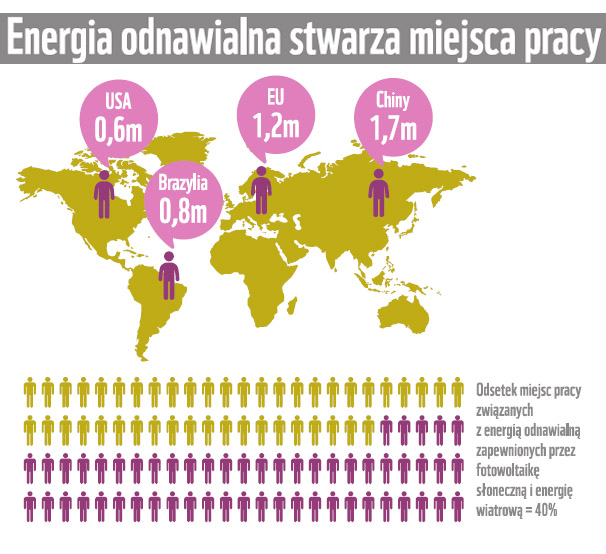 Energia odnawialna stwarza miejsca pracy
USA
0,6m
EU
1,2m
Chiny
1,7m
Brazylia
0,8m
Odsetek miejsc pracy
związanych
z energią odnawialną
zapewnionych przez
fotowoltaikę
słoneczną i energię
wiatrową = 40%